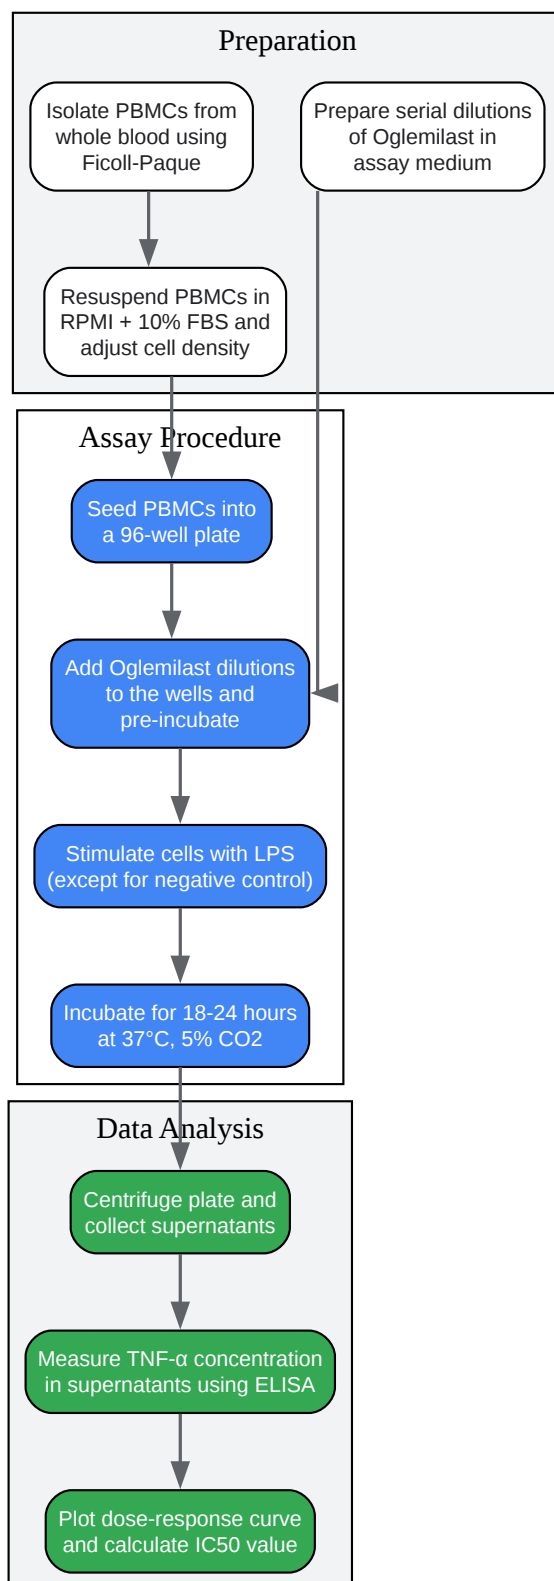 Preparation
Isolate PBMCs from
whole blood using
Ficoll-Paque
Prepare serial dilutions
of Oglemilast in
assay medium
Resuspend PBMCs in
RPMI + 10% FBS and
adjust cell density
Assay Procedure
Seed PBMCs into
a 96-well plate
Add Oglemilast dilutions
to the wells and
pre-incubate
Stimulate cells with LPS
(except for negative control)
Incubate for 18-24 hours
at 37°C, 5% CO2
Data Analysis
Centrifuge plate and
collect supernatants
Measure TNF-α concentration
in supernatants using ELISA
Plot dose-response curve
and calculate IC50 value